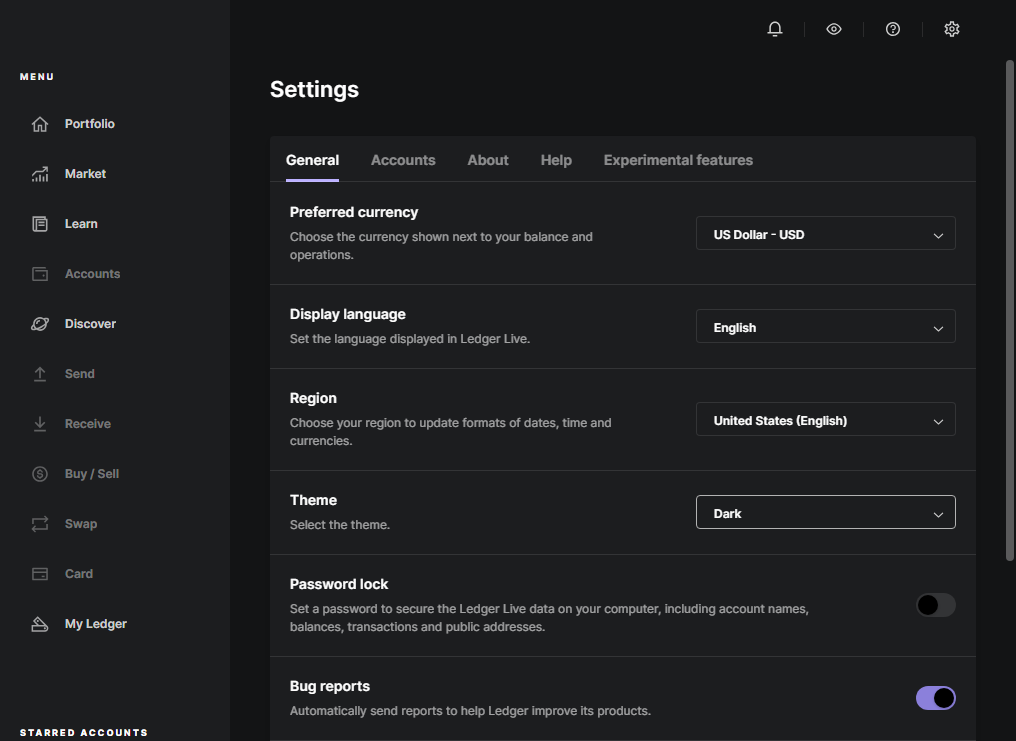 MENU
Portfolio
Market
Learn
Accounts
Discover
Send
Receive
Buy / Sell
Swap
Card
My Ledger
STARRED ACCOUNTS
Settings
General Accounts About Help Experimental features
Preferred currency
Choose the currency shown next to your balance and
operations.
US Dollar - USD
Display language
Set the language displayed in Ledger Live.
English
Region
Choose your region to update formats of dates, time and
currencies.
United States (English)
Theme
Select the theme.
Dark
Password lock
Set a password to secure the Ledger Live data on your computer, including account names,
balances, transactions and public addresses.
Bug reports
Automatically send reports to help Ledger improve its products.